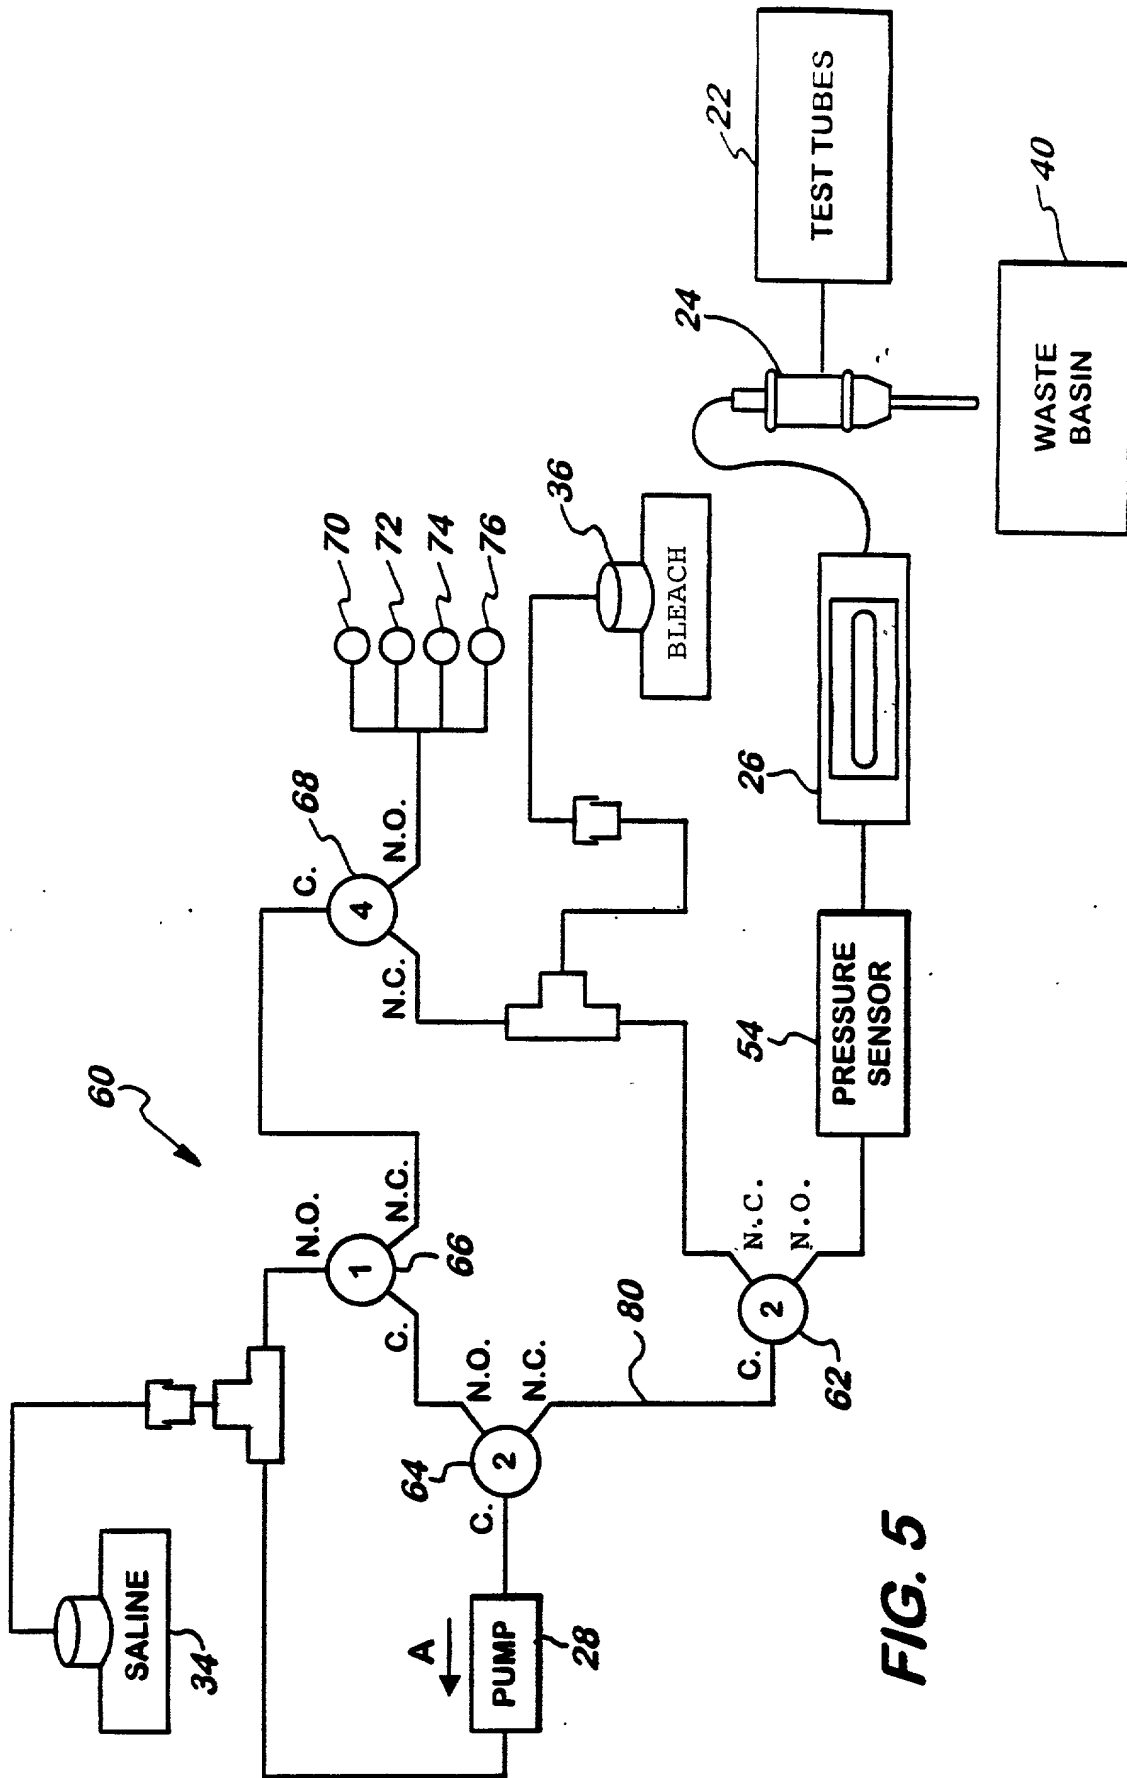 60
SALINE
34
N.O.
1
C.
N.C.
66
C.
4
68
N.C.
N.O.
70
72
74
76
A
PUMP
28
C.
2
64
N.O.
N.C.
80
36
BLEACH
C.
2
62
N.C.
N.O.
54
PRESSURE
SENSOR
26
24
22
TEST TUBES
40
WASTE
BASIN
FIG. 5